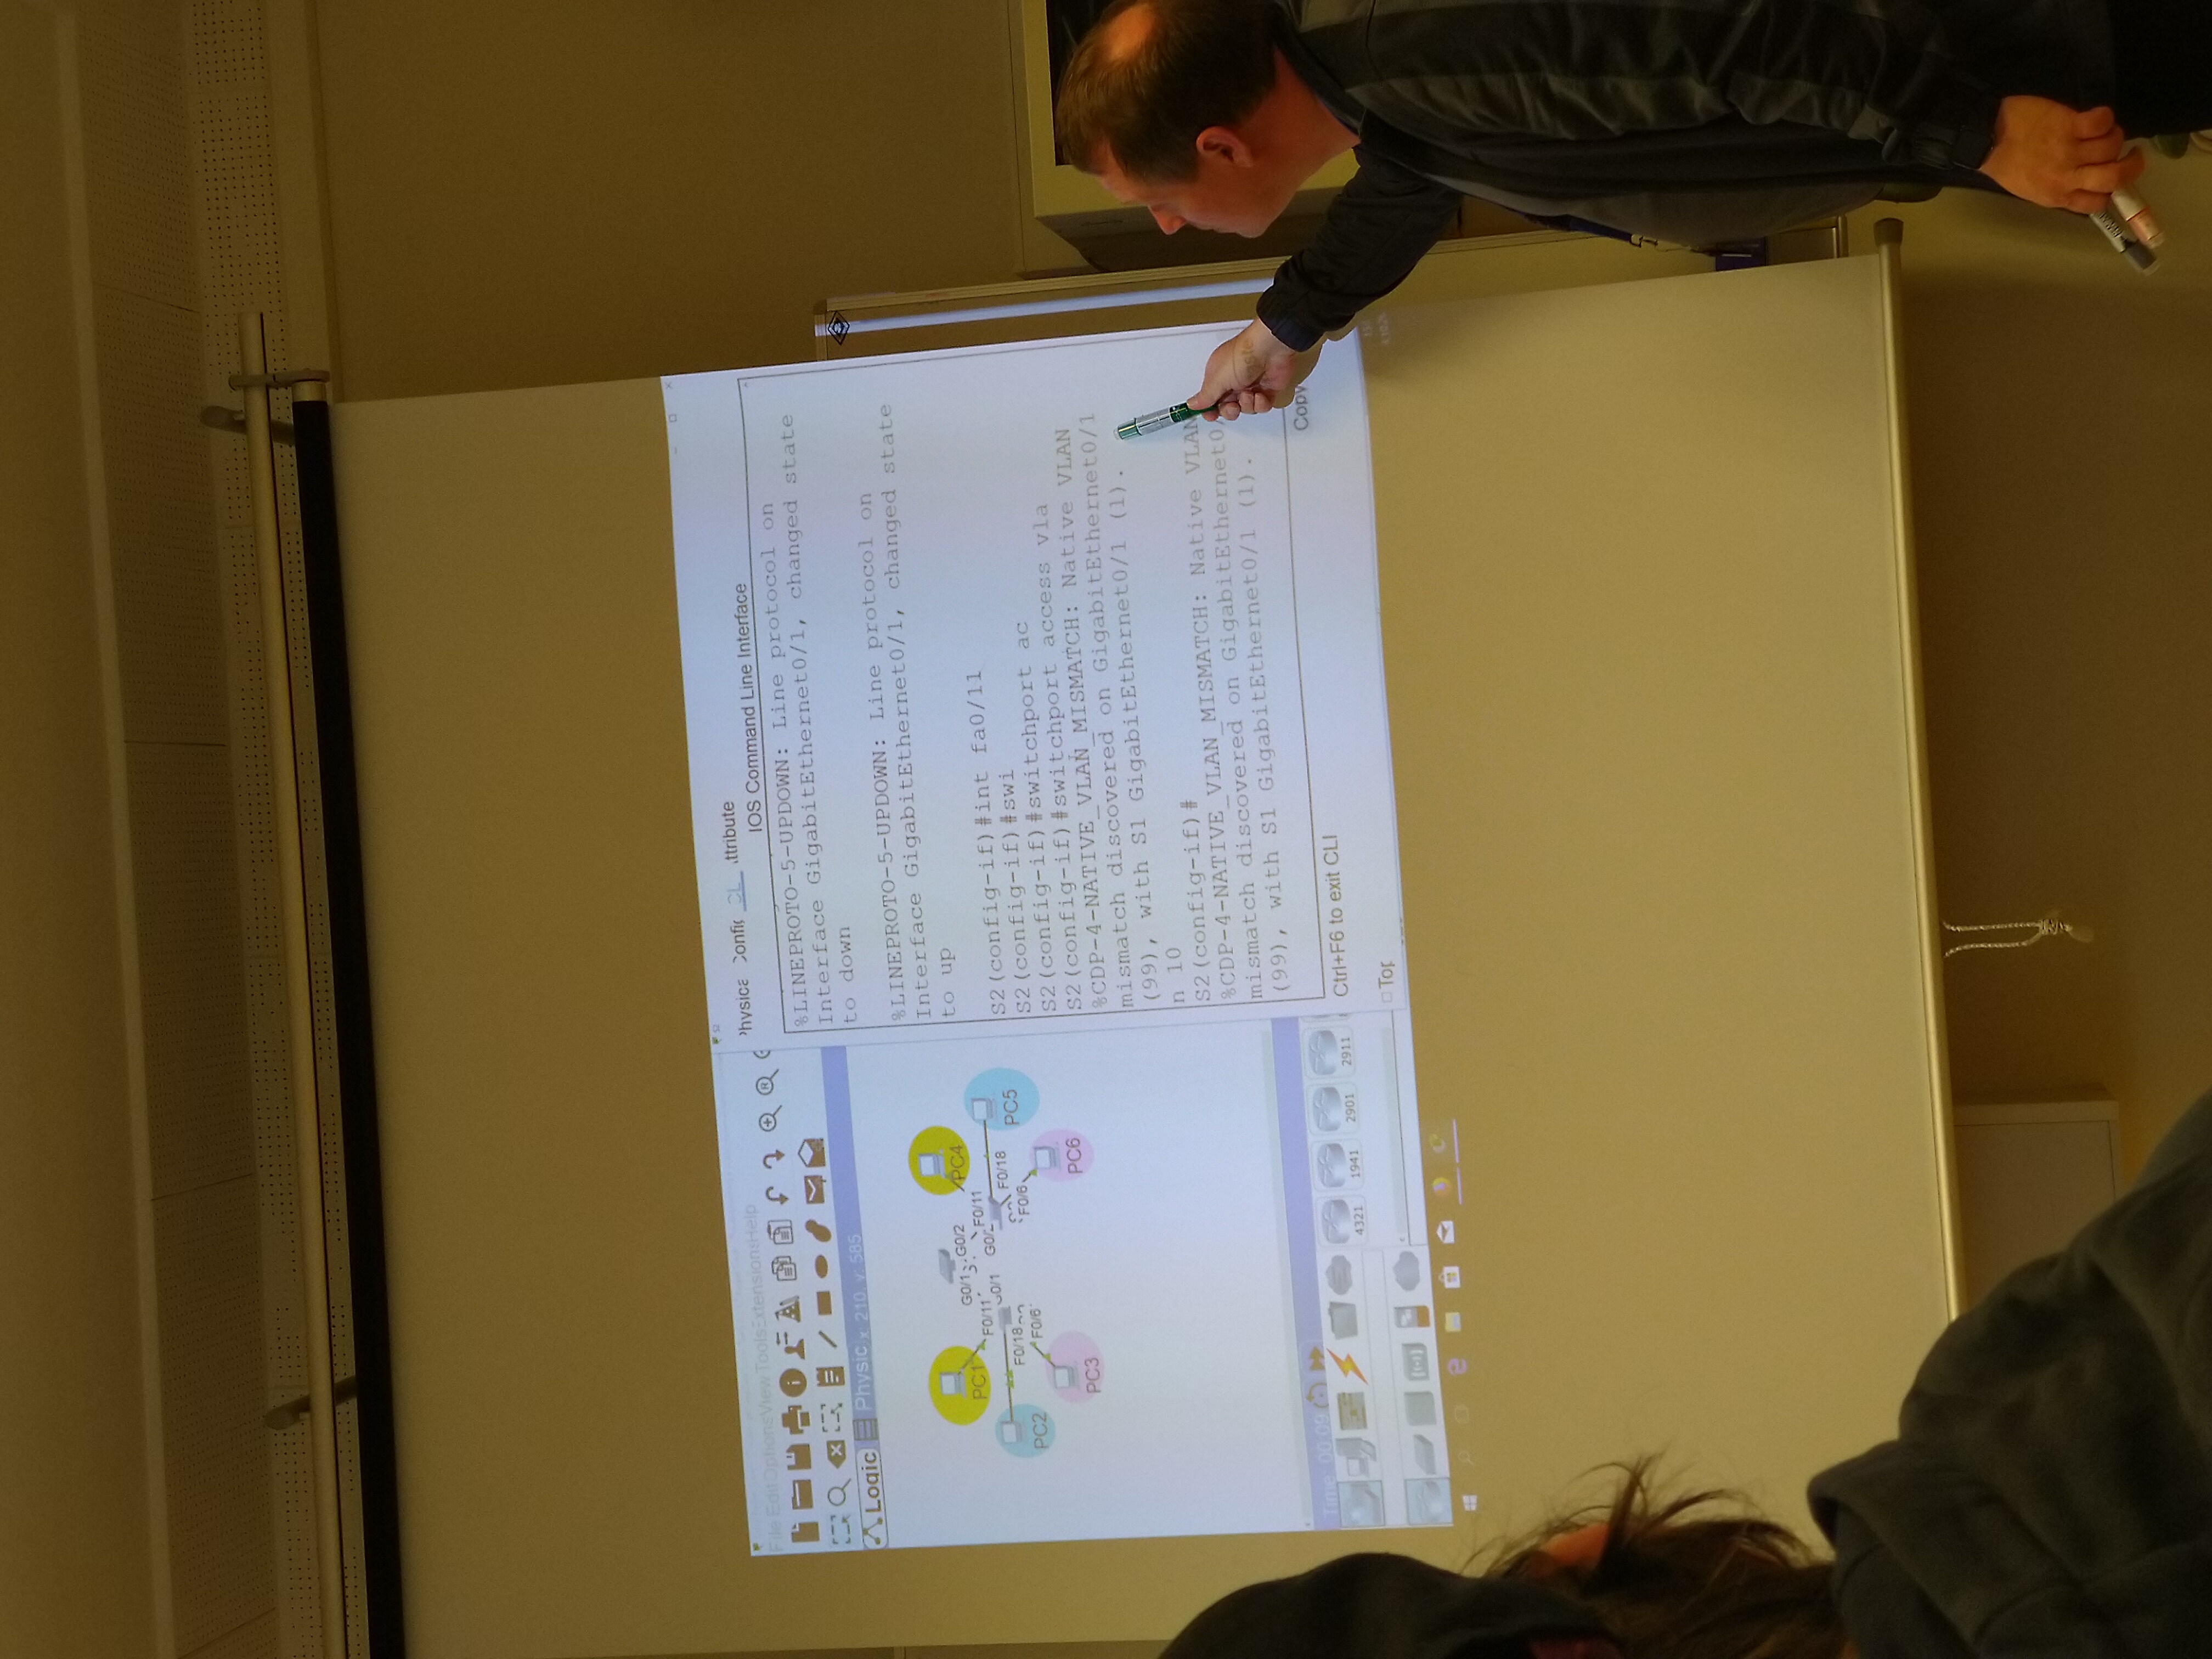 File Edit Options View Tools Extensions Help
Logic Physic x: 210, y: 585
PC1
PC2
PC3
PC4
PC5
PC6
G0/1
G0/2
F0/11
G0/1
F0/11
F0/18
F0/18
F0/6
F0/6
Time: 00:09
4321 1941 2901 2911
S2
Physica Config CL ttribute
IOS Command Line Interface
%LINEPROTO-5-UPDOWN: Line protocol on
Interface GigabitEthernet0/1, changed state
to down
%LINEPROTO-5-UPDOWN: Line protocol on
Interface GigabitEthernet0/1, changed state
to up
S2(config-if)#int fa0/11
S2(config-if)#swi
S2(config-if)#switchport ac
S2(config-if)#switchport access vla
%CDP-4-NATIVE_VLAN_MISMATCH: Native VLAN
mismatch discovered on GigabitEthernet0/1
(99), with S1 GigabitEthernet0/1 (1).
n 10
S2(config-if)#
%CDP-4-NATIVE_VLAN_MISMATCH: Native VLAN
mismatch discovered on GigabitEthernet0/
(99), with S1 GigabitEthernet0/1 (1).
Copy
Ctrl+F6 to exit CLI
Top